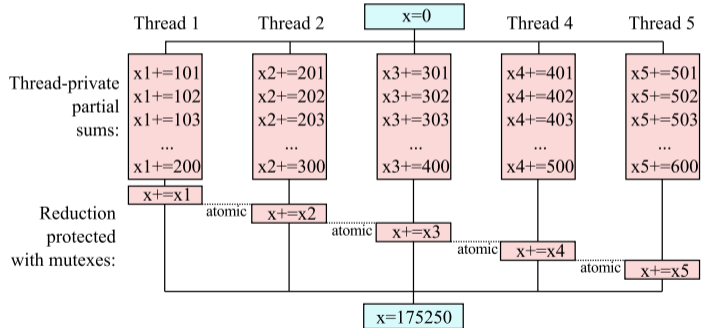 Thread 1
Thread 2
x=0
Thread 4
Thread 5
Thread-private
partial
sums:
x1+=101
x1+=102
x1+=103
...
x1+=200
x2+=201
x2+=202
x2+=203
...
x2+=300
x3+=301
x3+=302
x3+=303
...
x3+=400
x4+=401
x4+=402
x4+=403
...
x4+=500
x5+=501
x5+=502
x5+=503
...
x5+=600
Reduction
protected
with mutexes:
x+=x1
atomic
x+=x2
atomic
x+=x3
atomic
x+=x4
atomic
x+=x5
x=175250